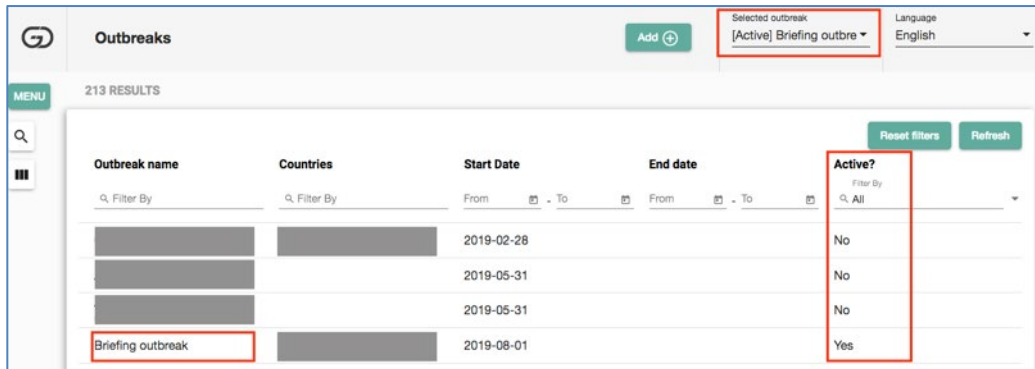 Outbreaks
Add
Selected outbreak
[Active] Briefing outbre
Language
English
MENU
213 RESULTS
Reset filters
Refresh
Outbreak name Countries Start Date End date Active?
Filter By
Filter By Filter By From - To From - To All
2019-02-28 No
2019-05-31 No
2019-05-31 No
Briefing outbreak 2019-08-01 Yes